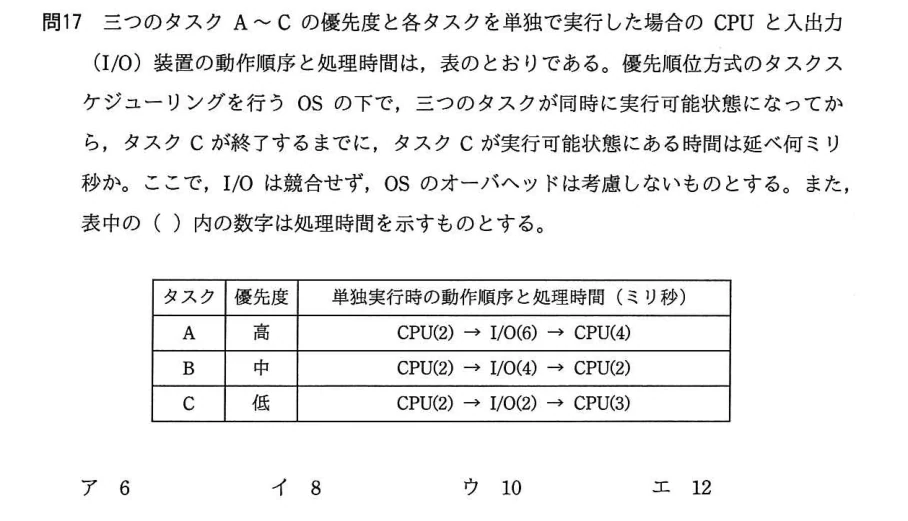 問17 三つのタスク A～C の優先度と各タスクを単独で実行した場合の CPU と入出力
(I/O) 装置の動作順序と処理時間は，表のとおりである。優先順位方式のタスクス
ケジューリングを行う OS の下で，三つのタスクが同時に実行可能状態になってか
ら，タスク C が終了するまでに，タスク C が実行可能状態にある時間は延べ何ミリ
秒か。ここで，I/O は競合せず，OS のオーバヘッドは考慮しないものとする。また，
表中の（ ）内の数字は処理時間を示すものとする。
タスク 優先度 単独実行時の動作順序と処理時間（ミリ秒）
A 高 CPU(2) → I/O(6) → CPU(4)
B 中 CPU(2) → I/O(4) → CPU(2)
C 低 CPU(2) → I/O(2) → CPU(3)
ア 6 イ 8 ウ 10 エ 12